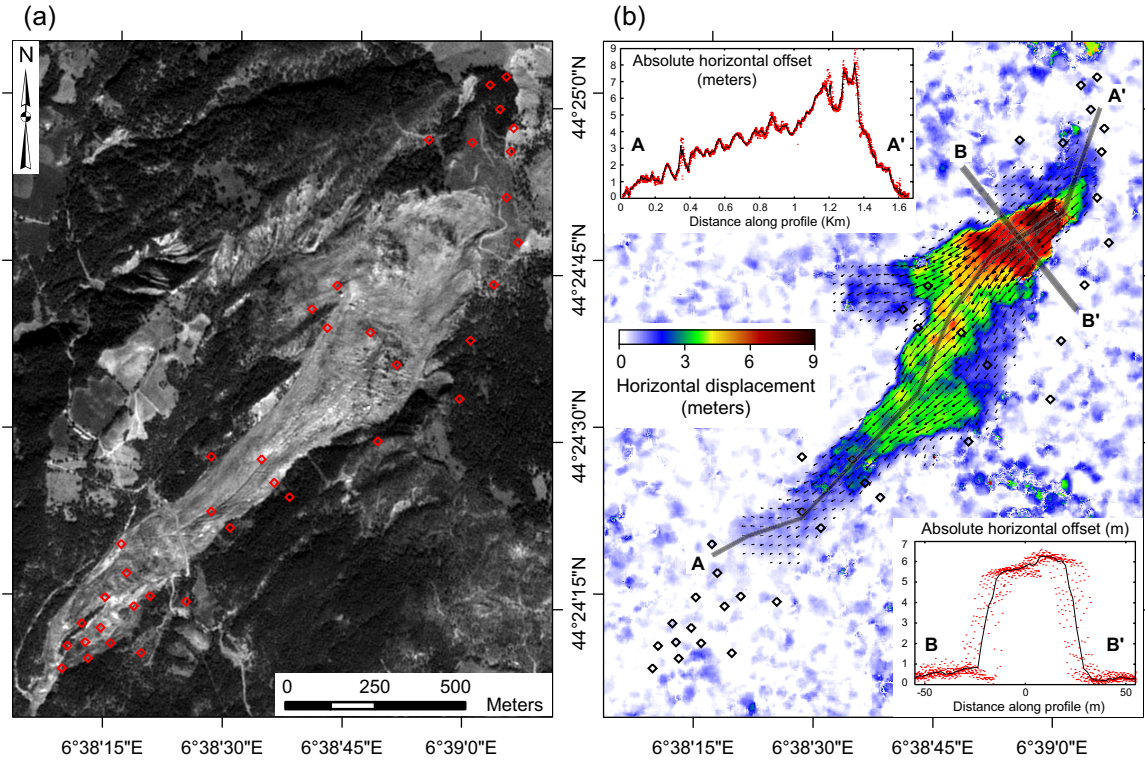 (a)
N
0 250 500 Meters
6°38'15"E 6°38'30"E 6°38'45"E 6°39'0"E
44°25'0"N
44°24'45"N
44°24'30"N
44°24'15"N
(b)
Absolute horizontal offset
(meters)
9
8
7
6
5
4
3
2
1
0
A
A'
0 0.2 0.4 0.6 0.8 1 1.2 1.4 1.6
Distance along profile (Km)
A'
B
B'
0 3 6 9
Horizontal displacement
(meters)
A
Absolute horizontal offset (m)
7
6
5
4
3
2
1
0
B
B'
-50 0 50
Distance along profile (m)
6°38'15"E 6°38'30"E 6°38'45"E 6°39'0"E